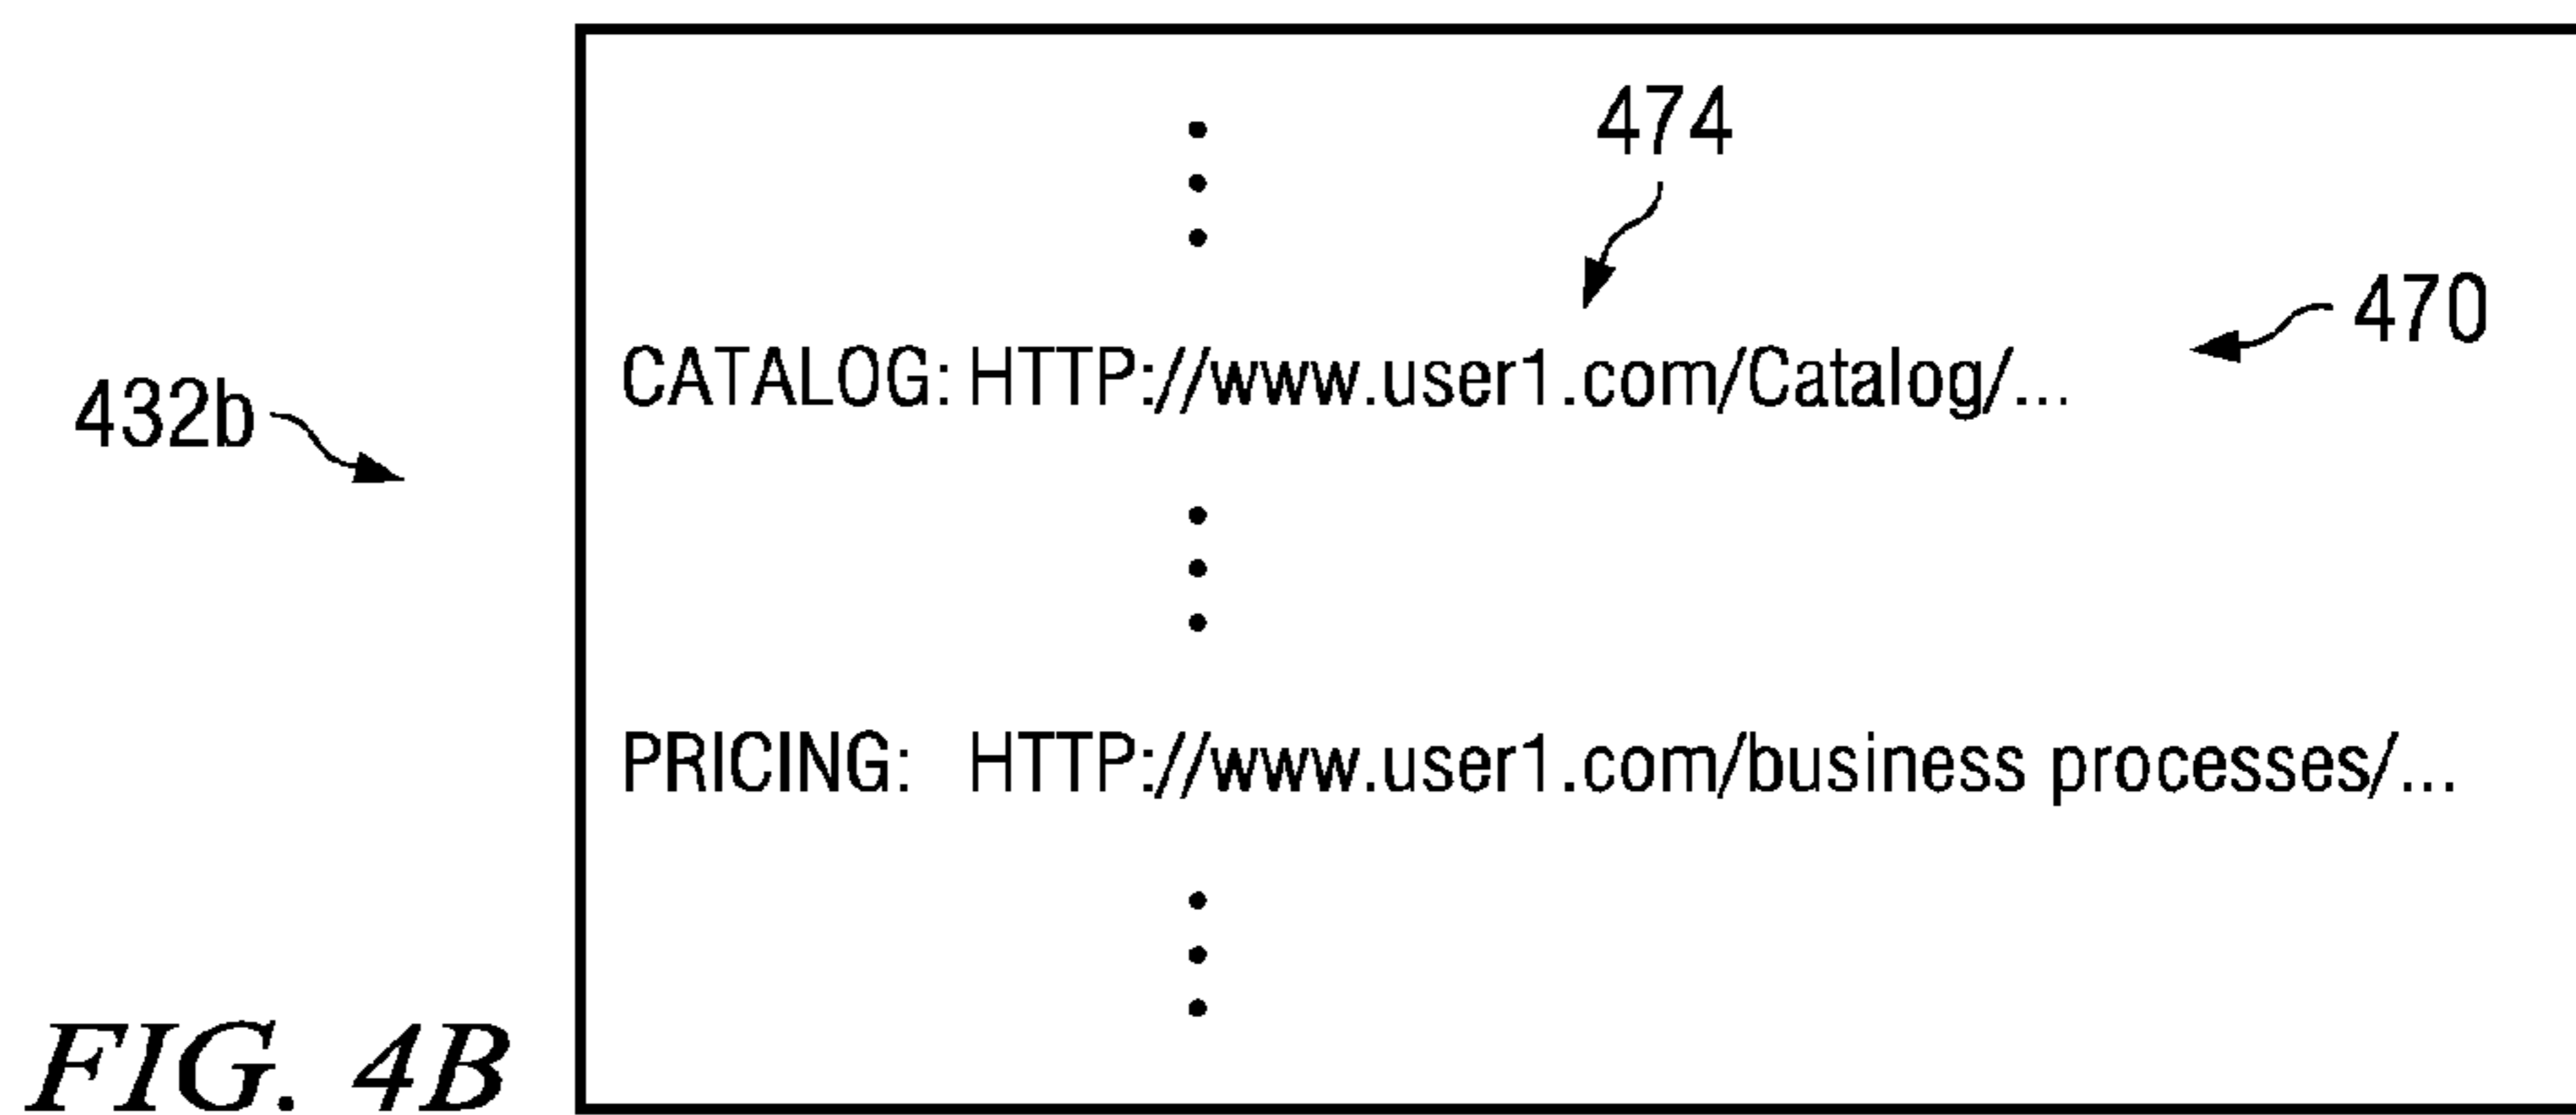 474
470
CATALOG: HTTP://www.user1.com/Catalog/...
432b
PRICING: HTTP://www.user1.com/business processes/...
FIG. 4B